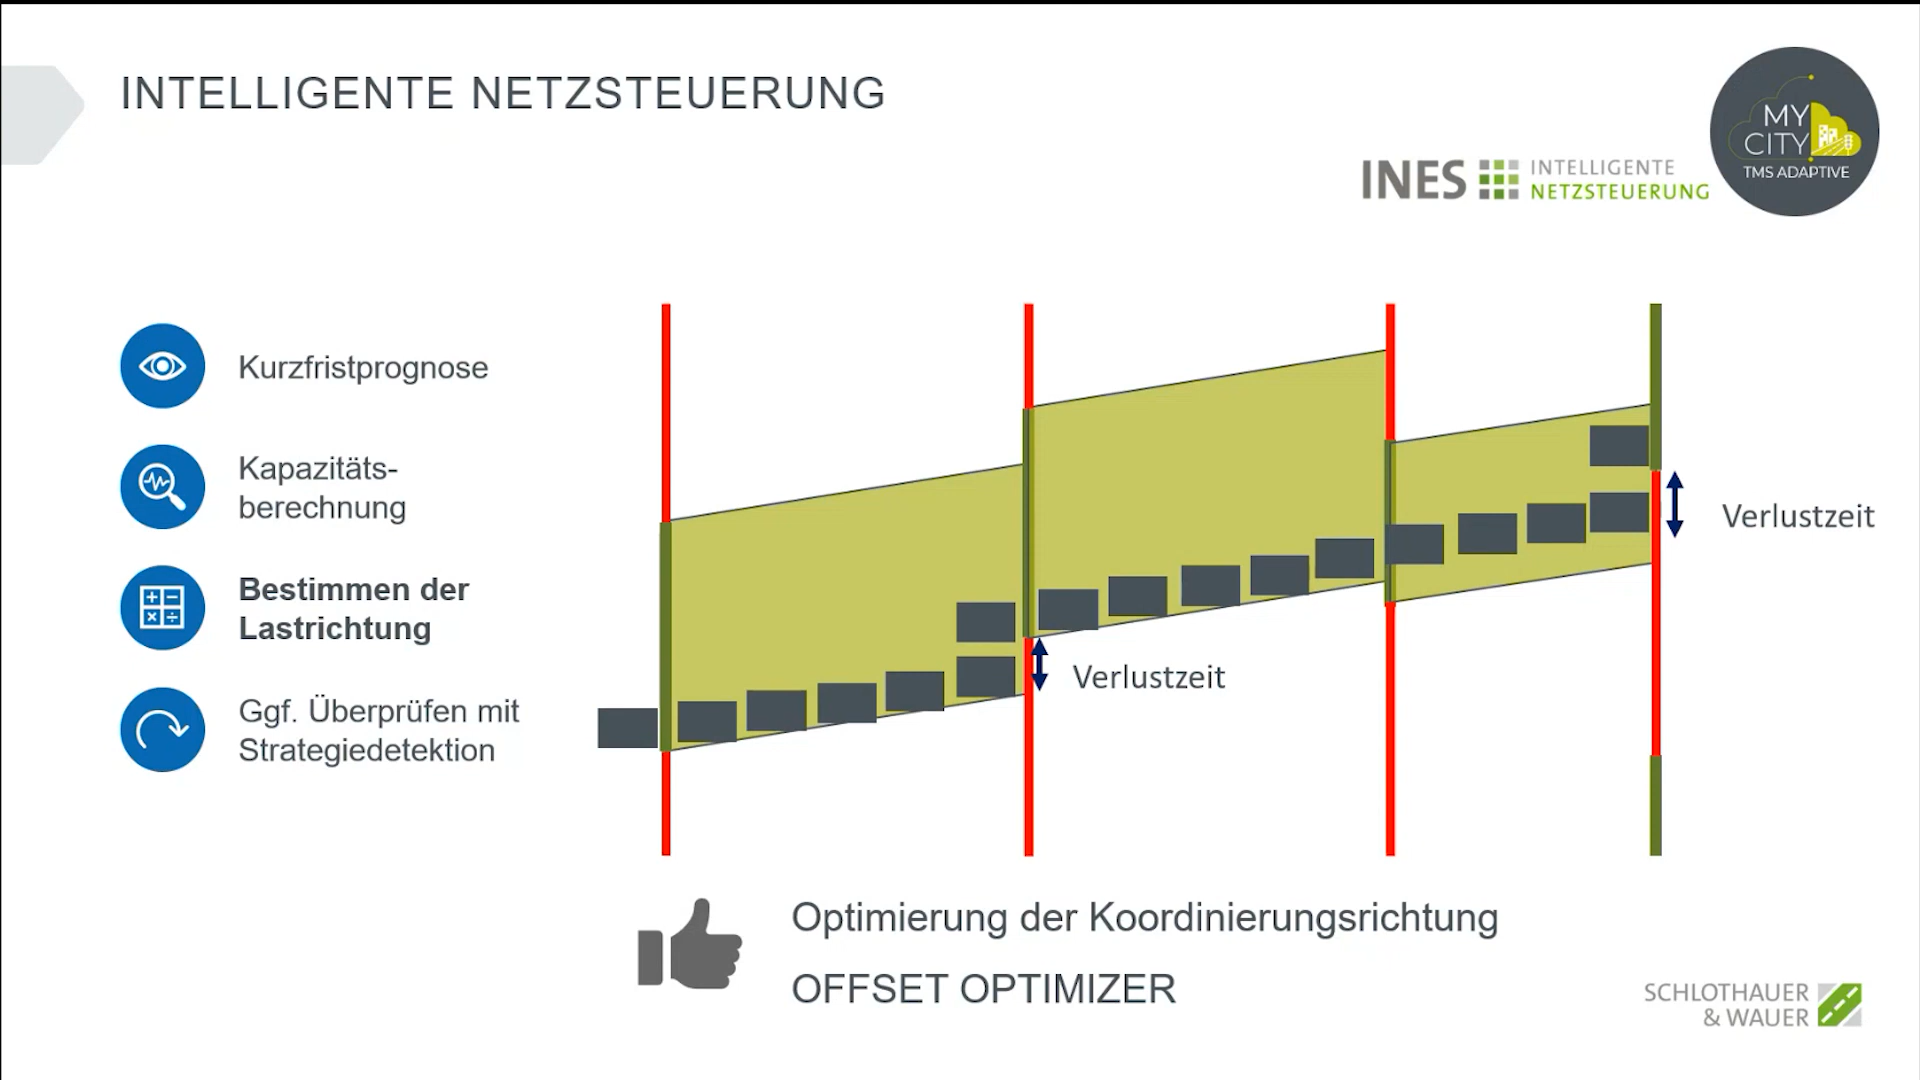 INTELLIGENTE NETZSTEUERUNG
MY
CITY
TMS ADAPTIVE
INES
INTELLIGENTE
NETZSTEUERUNG
Kurzfristprognose
Kapazitäts-
berechnung
Bestimmen der
Lastrichtung
Ggf. Überprüfen mit
Strategiedetektion
Verlustzeit
Verlustzeit
Optimierung der Koordinierungsrichtung
OFFSET OPTIMIZER
SCHLOTHAUER
& WAUER